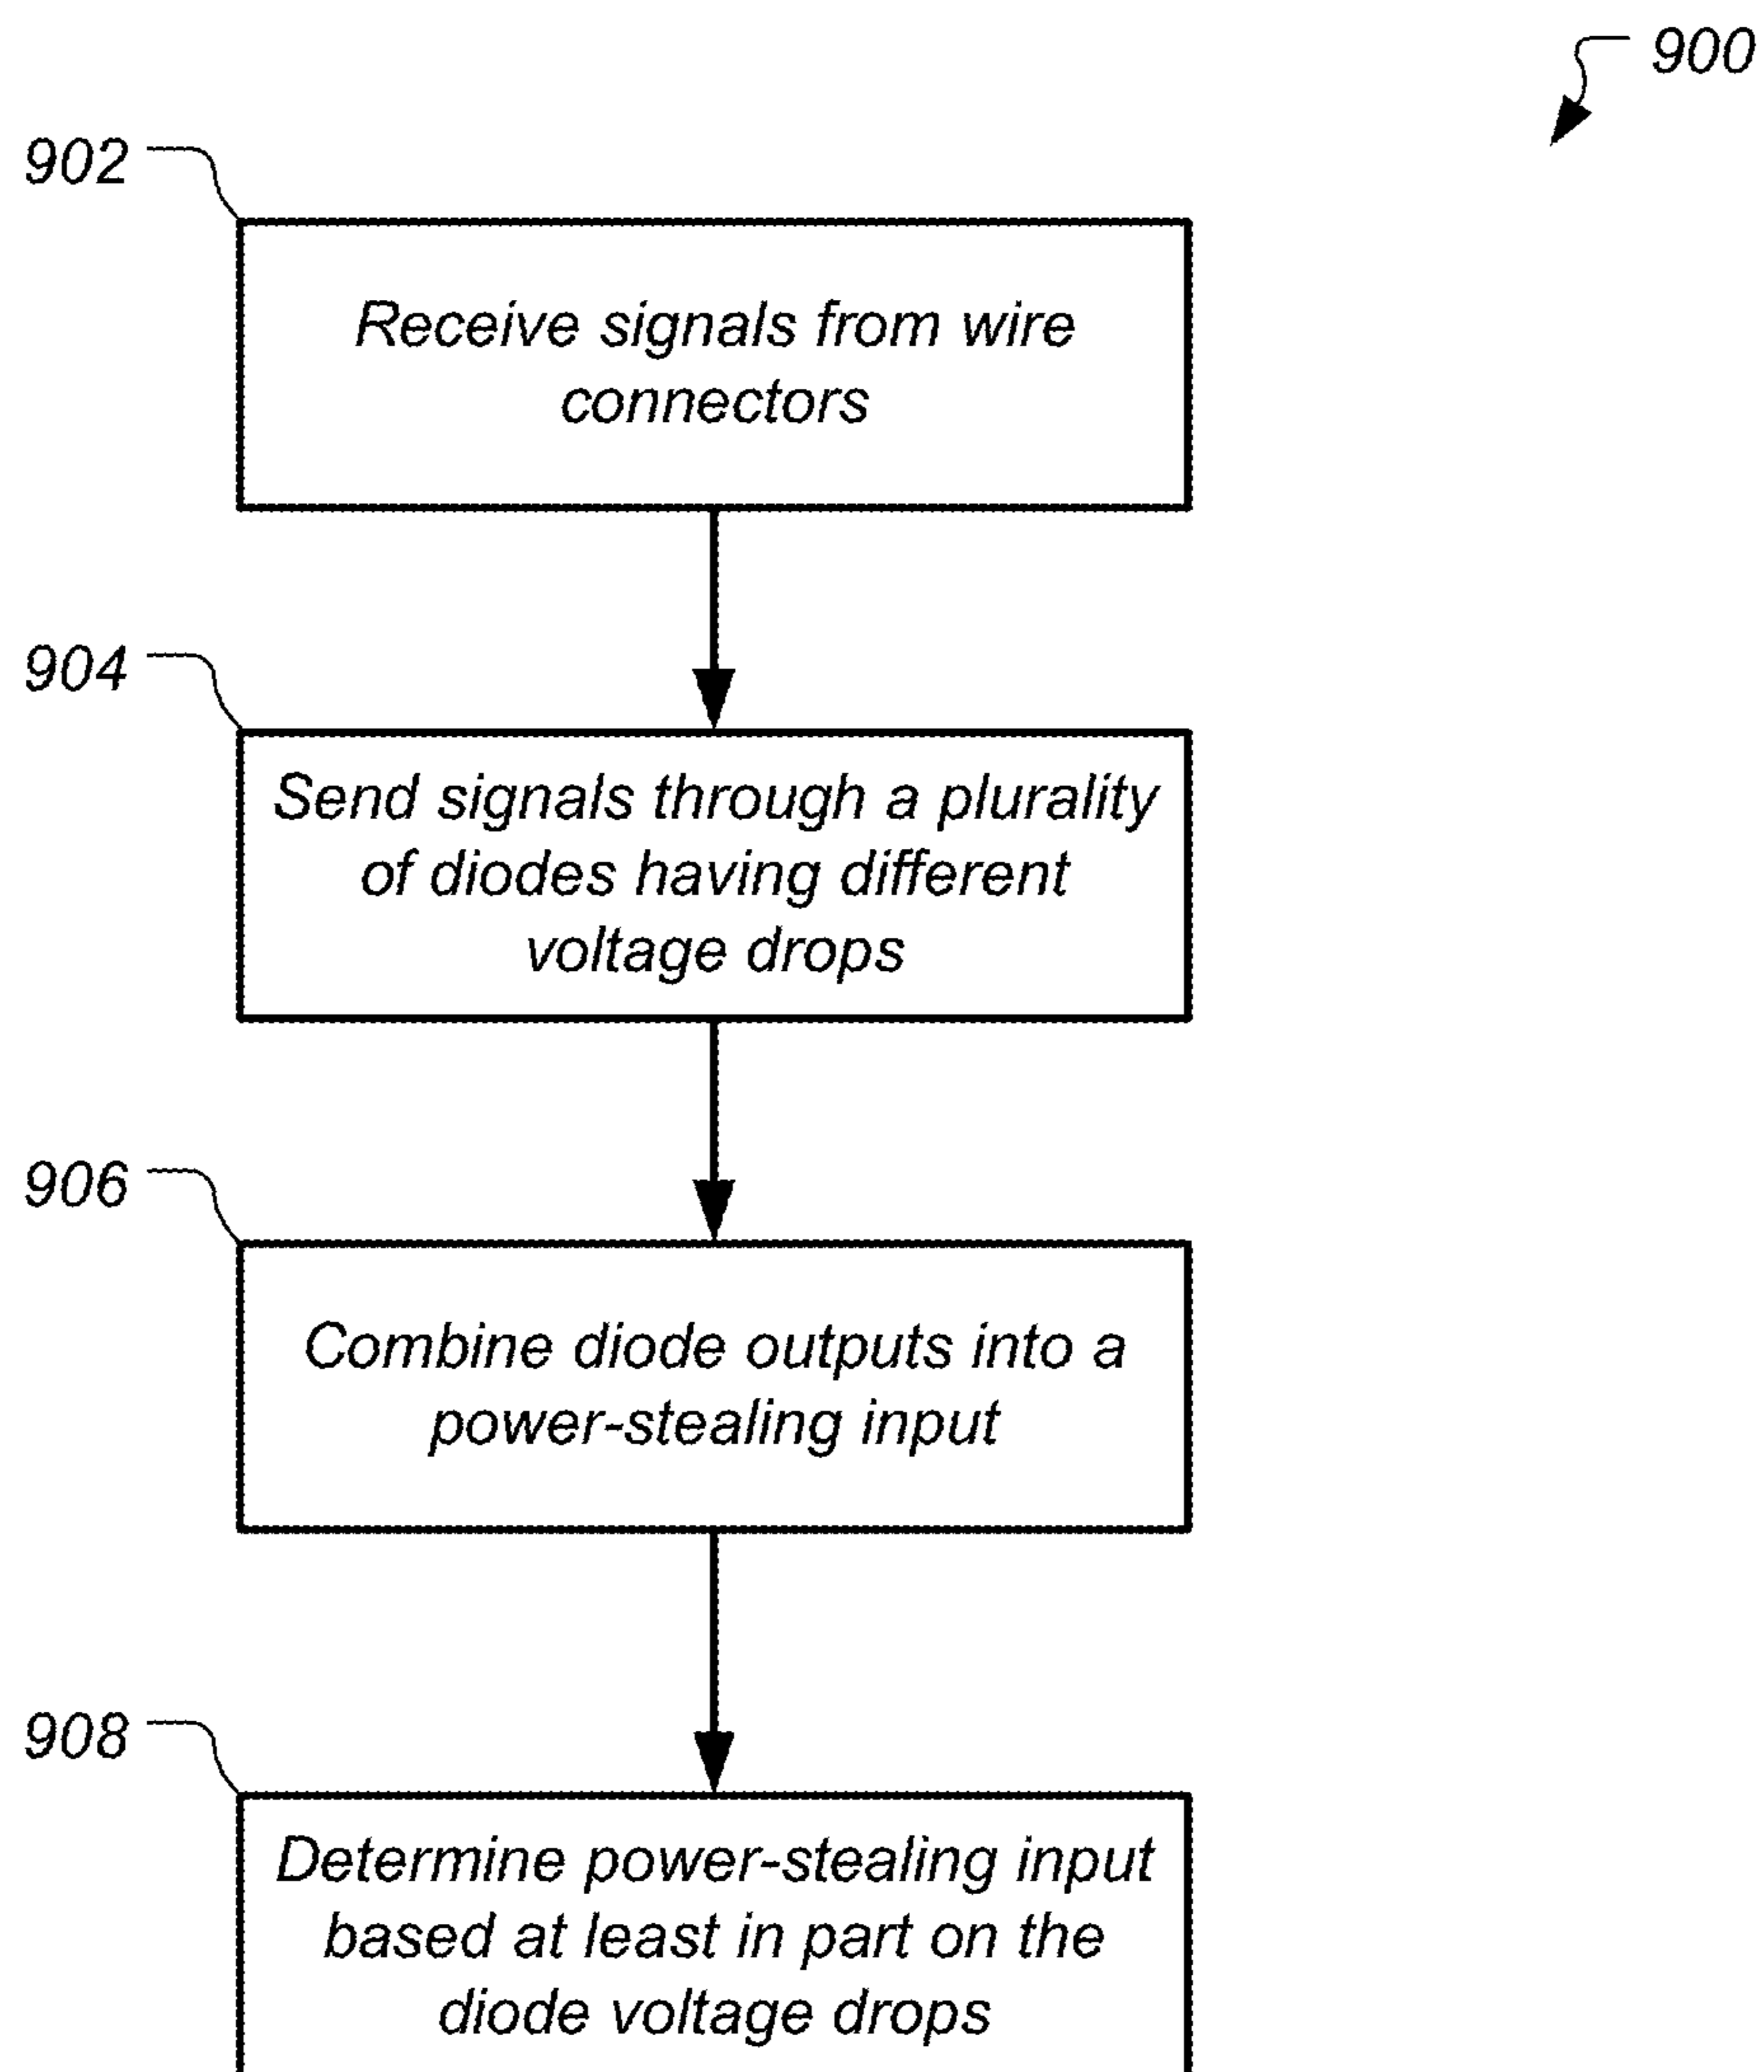 900
902
Receive signals from wire
connectors
904
Send signals through a plurality
of diodes having different
voltage drops
906
Combine diode outputs into a
power-stealing input
908
Determine power-stealing input
based at least in part on the
diode voltage drops